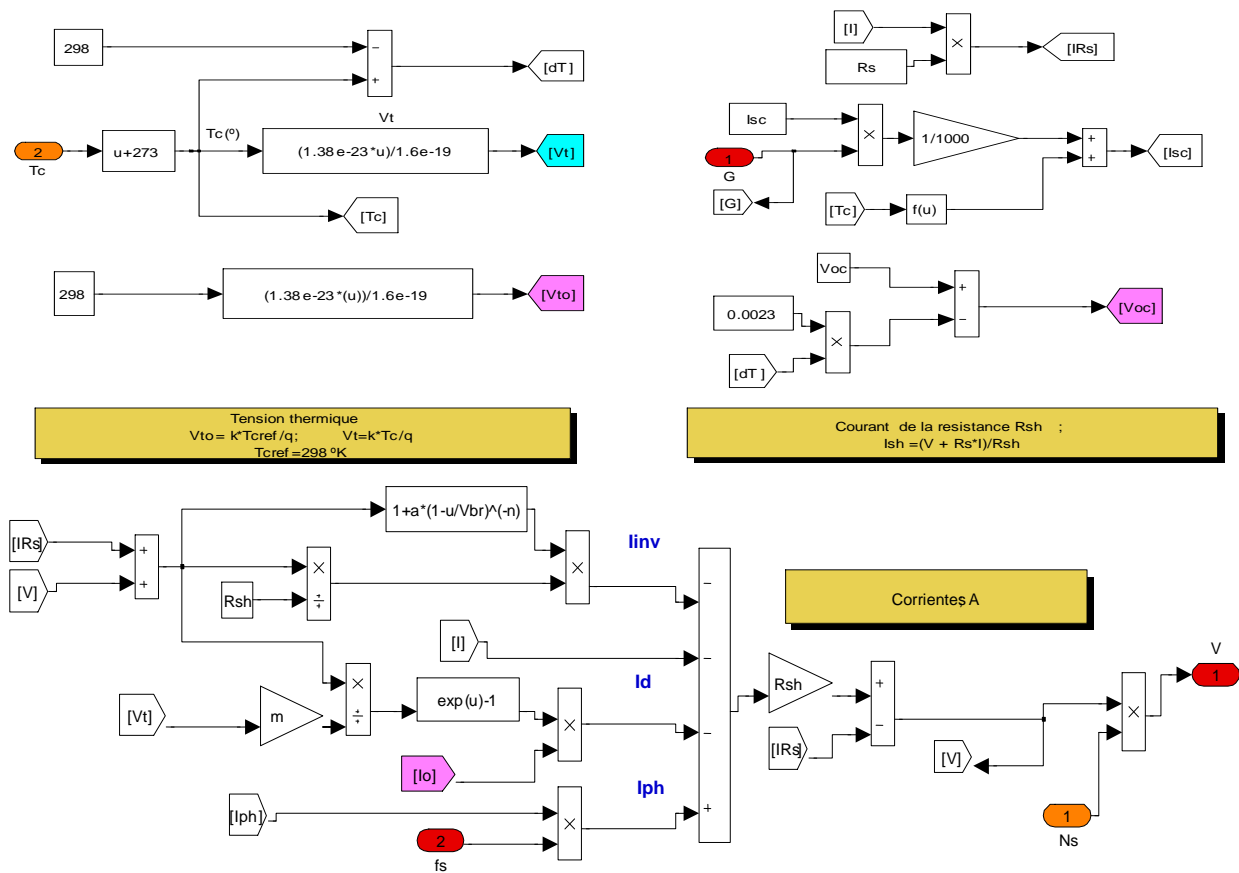 298
−
+
[dT]
Vt
2
Tc
u+273
Tc(º)
(1.38e-23*u)/1.6e-19
[Vt]
[Tc]
298
(1.38e-23*(u))/1.6e-19
[Vto]
[I]
Rs
×
[IRs]
Isc
1
G
×
1/1000
+
+
[Isc]
[G]
[Tc]
f(u)
Voc
0.0023
[dT]
×
+
−
[Voc]
Tension thermique
Vto= k*Tcref/q; Vt=k*Tc/q
Tcref=298 ºK
Courant de la resistance Rsh ;
Ish =(V + Rs*I)/Rsh
[IRs]
[V]
+
+
1+a*(1-u/Vbr)^(-n)
Rsh
×
÷
×
Iinv
[I]
Id
[Vt]
m
×
÷
exp(u)-1
[Io]
×
Iph
[Iph]
2
fs
×
−
−
−
+
Corrientes, A
Rsh
[IRs]
+
−
[V]
1
Ns
×
V
1